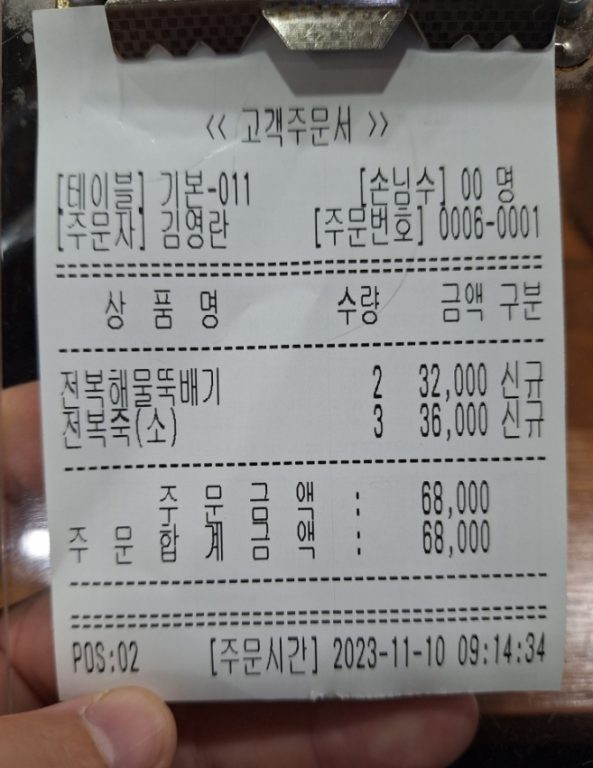 << 고객주문서 >>
[테이블] 기본-011 [손님수] 00 명
[주문자] 김영란 [주문번호] 0006-0001
상 품 명 수량 금액 구분
전복해물뚝배기 2 32,000 신규
전복죽(소) 3 36,000 신규
주 문 금 액 : 68,000
주 문 합 계 금 액 : 68,000
POS:02 [주문시간] 2023-11-10 09:14:34